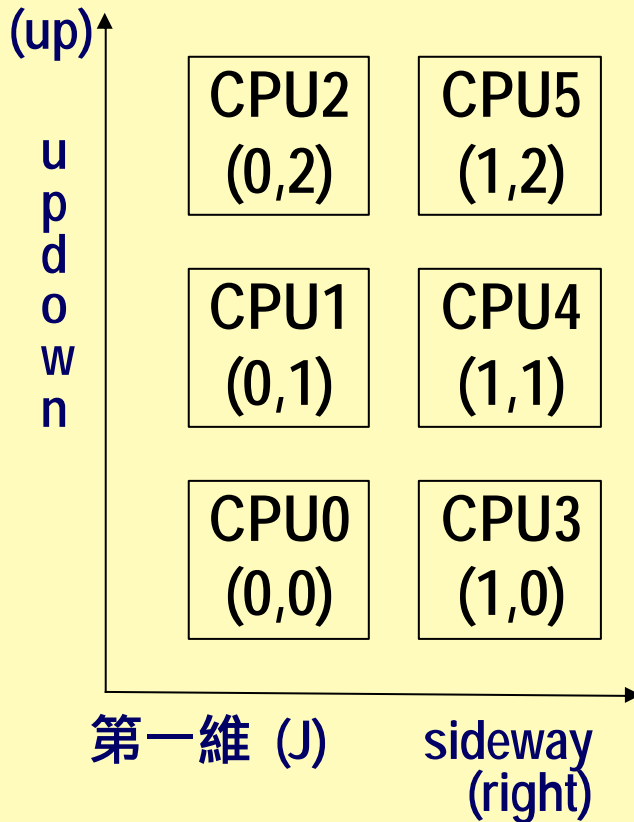 (up)
updown
CPU2
(0,2)
CPU5
(1,2)
CPU1
(0,1)
CPU4
(1,1)
CPU0
(0,0)
CPU3
(1,0)
第一維 (J)
sideway
(right)